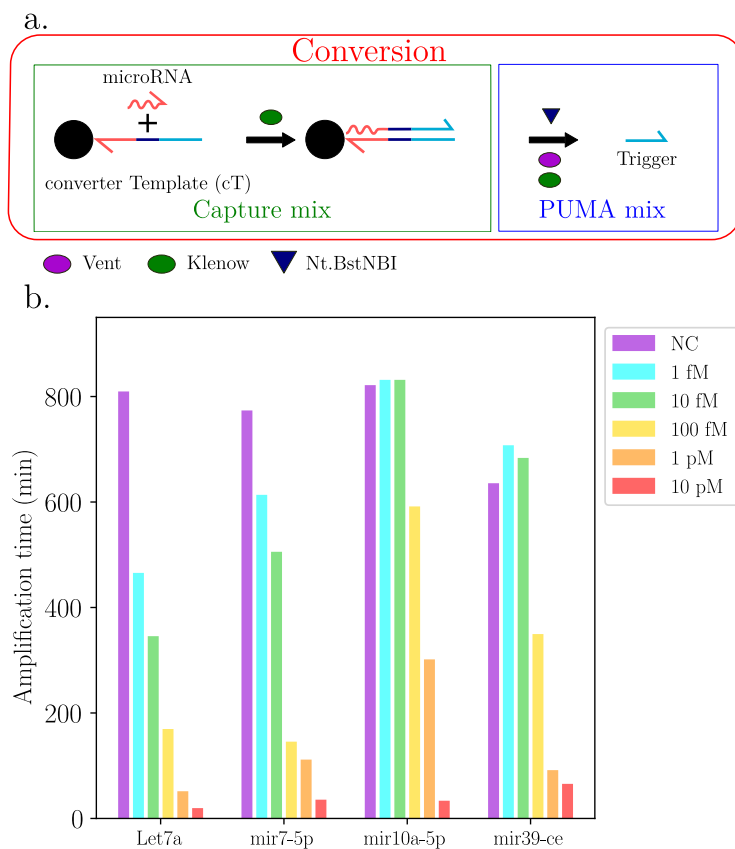 a.
Conversion
microRNA
+
converter Template (cT)
Capture mix
Trigger
PUMA mix
Vent
Klenow
Nt.BstNBI
b.
Amplification time (min)
800
600
400
200
0
Let7a
mir7-5p
mir10a-5p
mir39-ce
NC
1 fM
10 fM
100 fM
1 pM
10 pM